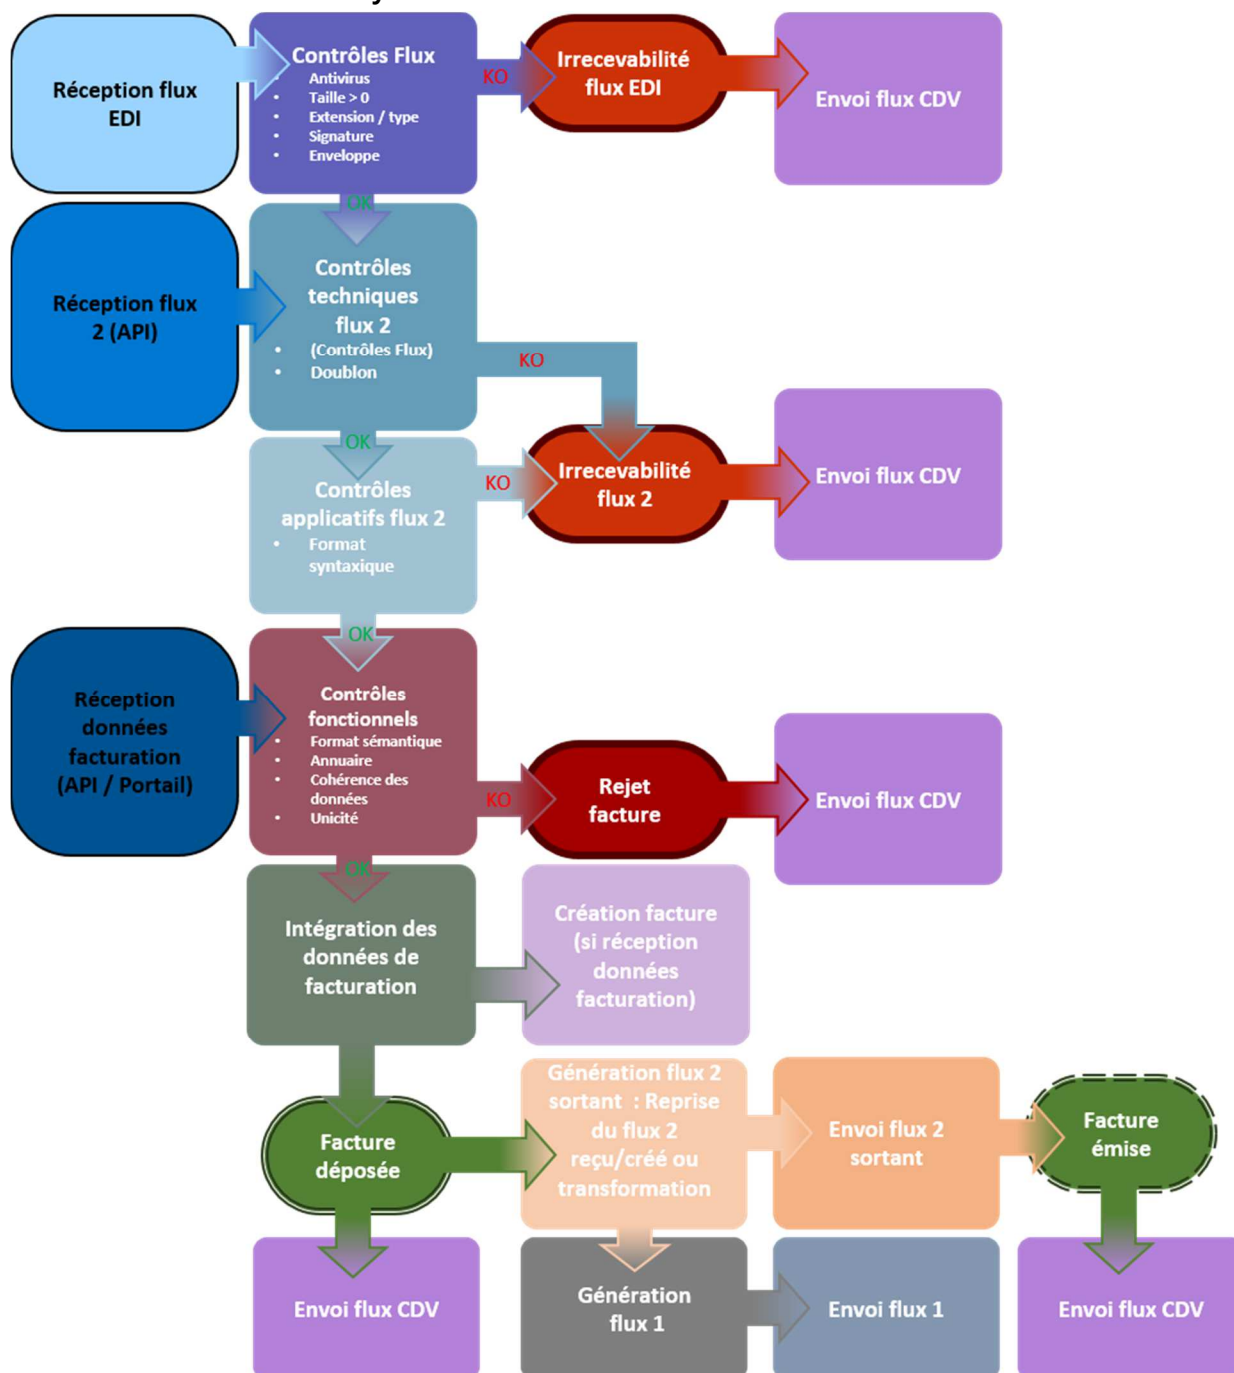 Réception flux
EDI
Contrôles Flux
• Antivirus
• Taille > 0
• Extension / type
• Signature
• Enveloppe
KO
Irrecevabilité
flux EDI
Envoi flux CDV
OK
Réception flux
2 (API)
Contrôles
techniques
flux 2
• (Contrôles Flux)
• Doublon
KO
OK
Contrôles
applicatifs flux 2
• Format
syntaxique
KO
Irrecevabilité
flux 2
Envoi flux CDV
OK
Réception
données
facturation
(API / Portail)
Contrôles
fonctionnels
• Format sémantique
• Annuaire
• Cohérence des
données
• Unicité
KO
Rejet
facture
Envoi flux CDV
OK
Intégration des
données de
facturation
Création facture
(si réception
données
facturation)
Facture
déposée
Génération flux 2
sortant : Reprise
du flux 2
reçu/créé ou
transformation
Envoi flux 2
sortant
Facture
émise
Envoi flux CDV
Génération
flux 1
Envoi flux 1
Envoi flux CDV